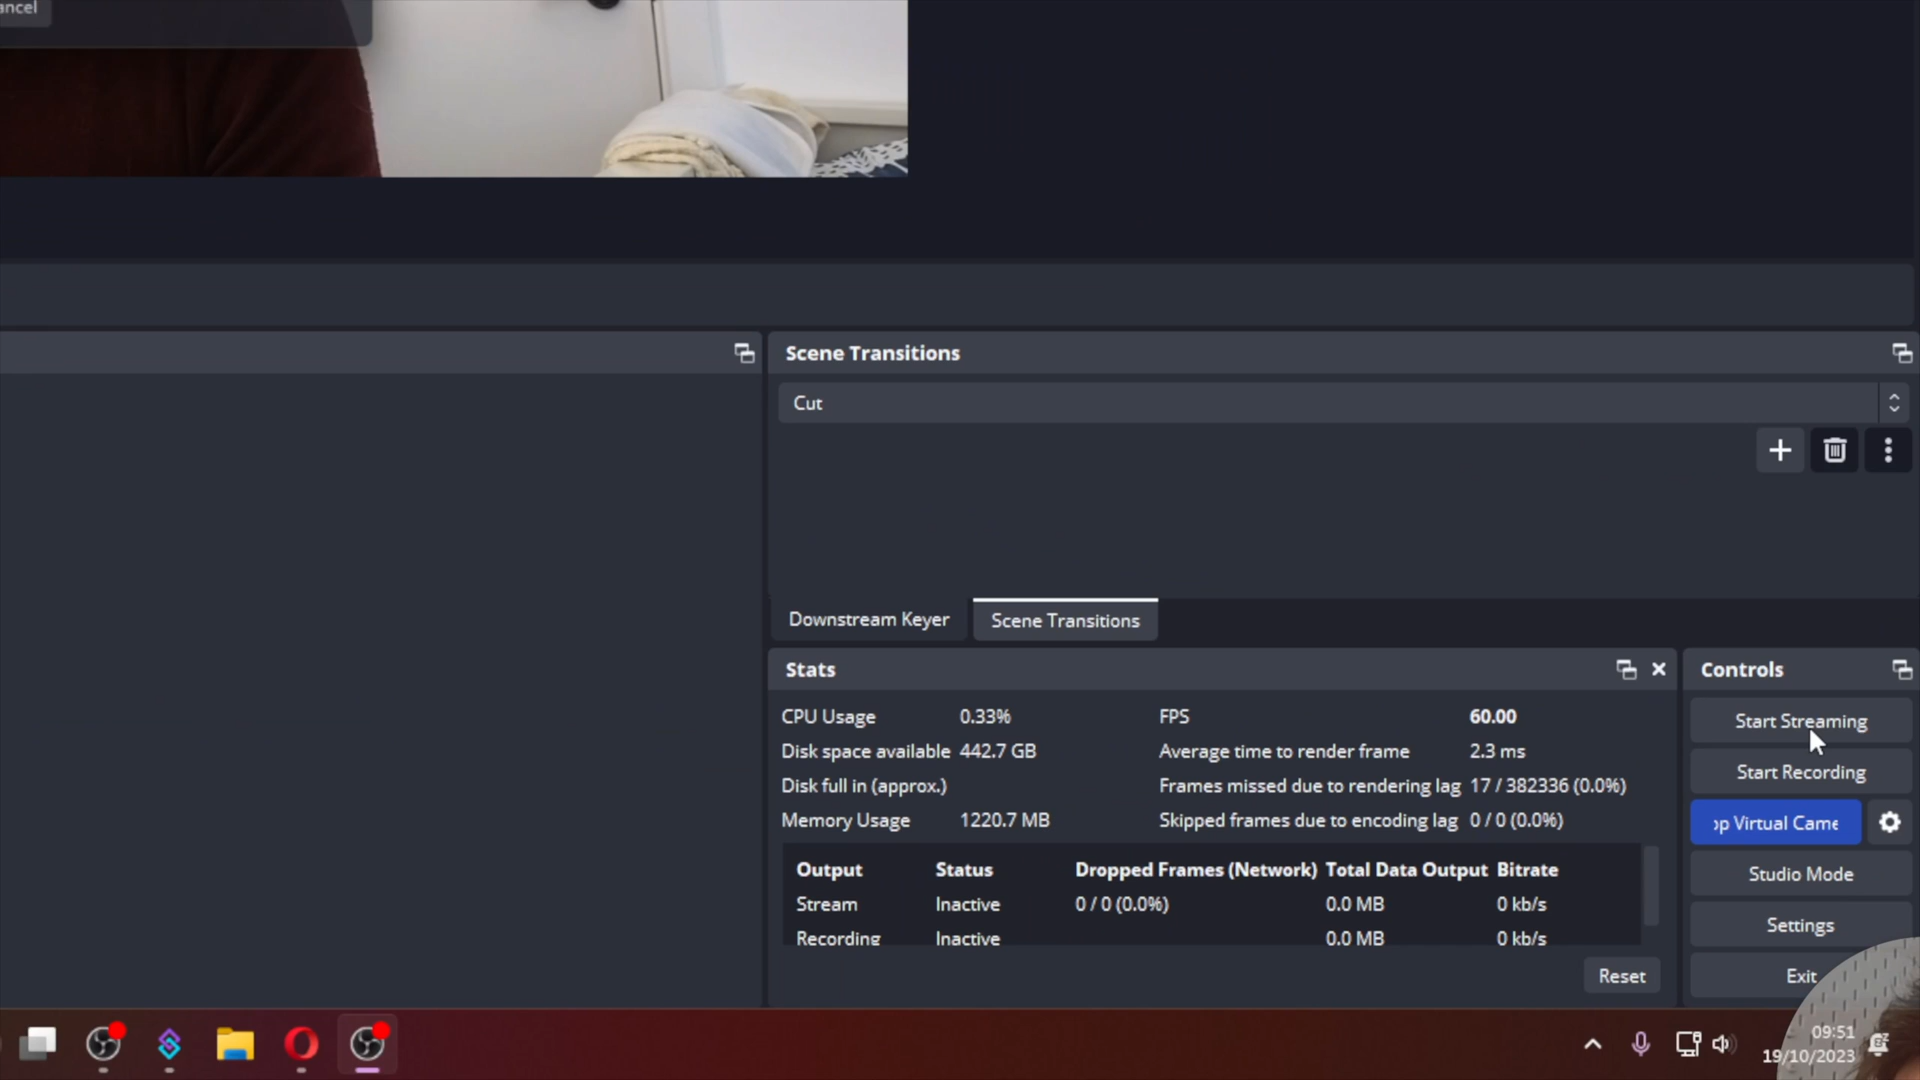 ancel
Scene Transitions
Cut
Downstream Keyer
Scene Transitions
Stats
CPU Usage 0.33%
Disk space available 442.7 GB
Disk full in (approx.)
Memory Usage 1220.7 MB
FPS 60.00
Average time to render frame 2.3 ms
Frames missed due to rendering lag 17 / 382336 (0.0%)
Skipped frames due to encoding lag 0 / 0 (0.0%)
Output Status Dropped Frames (Network) Total Data Output Bitrate
Stream Inactive 0 / 0 (0.0%) 0.0 MB 0 kb/s
Recording Inactive 0.0 MB 0 kb/s
Reset
Controls
Start Streaming
Start Recording
op Virtual Came
Studio Mode
Settings
Exit
09:51
19/10/2023